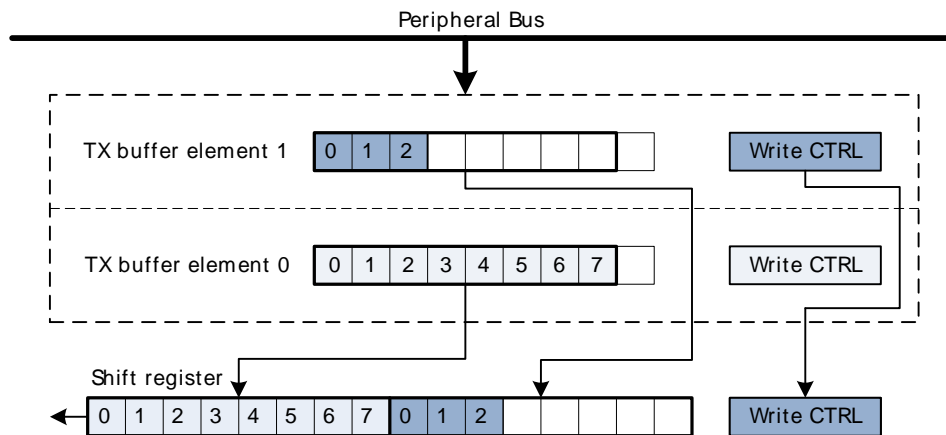 Peripheral Bus
TX buffer element 1 0 1 2 Write CTRL
TX buffer element 0 0 1 2 3 4 5 6 7 Write CTRL
Shift register
0 1 2 3 4 5 6 7 0 1 2 Write CTRL